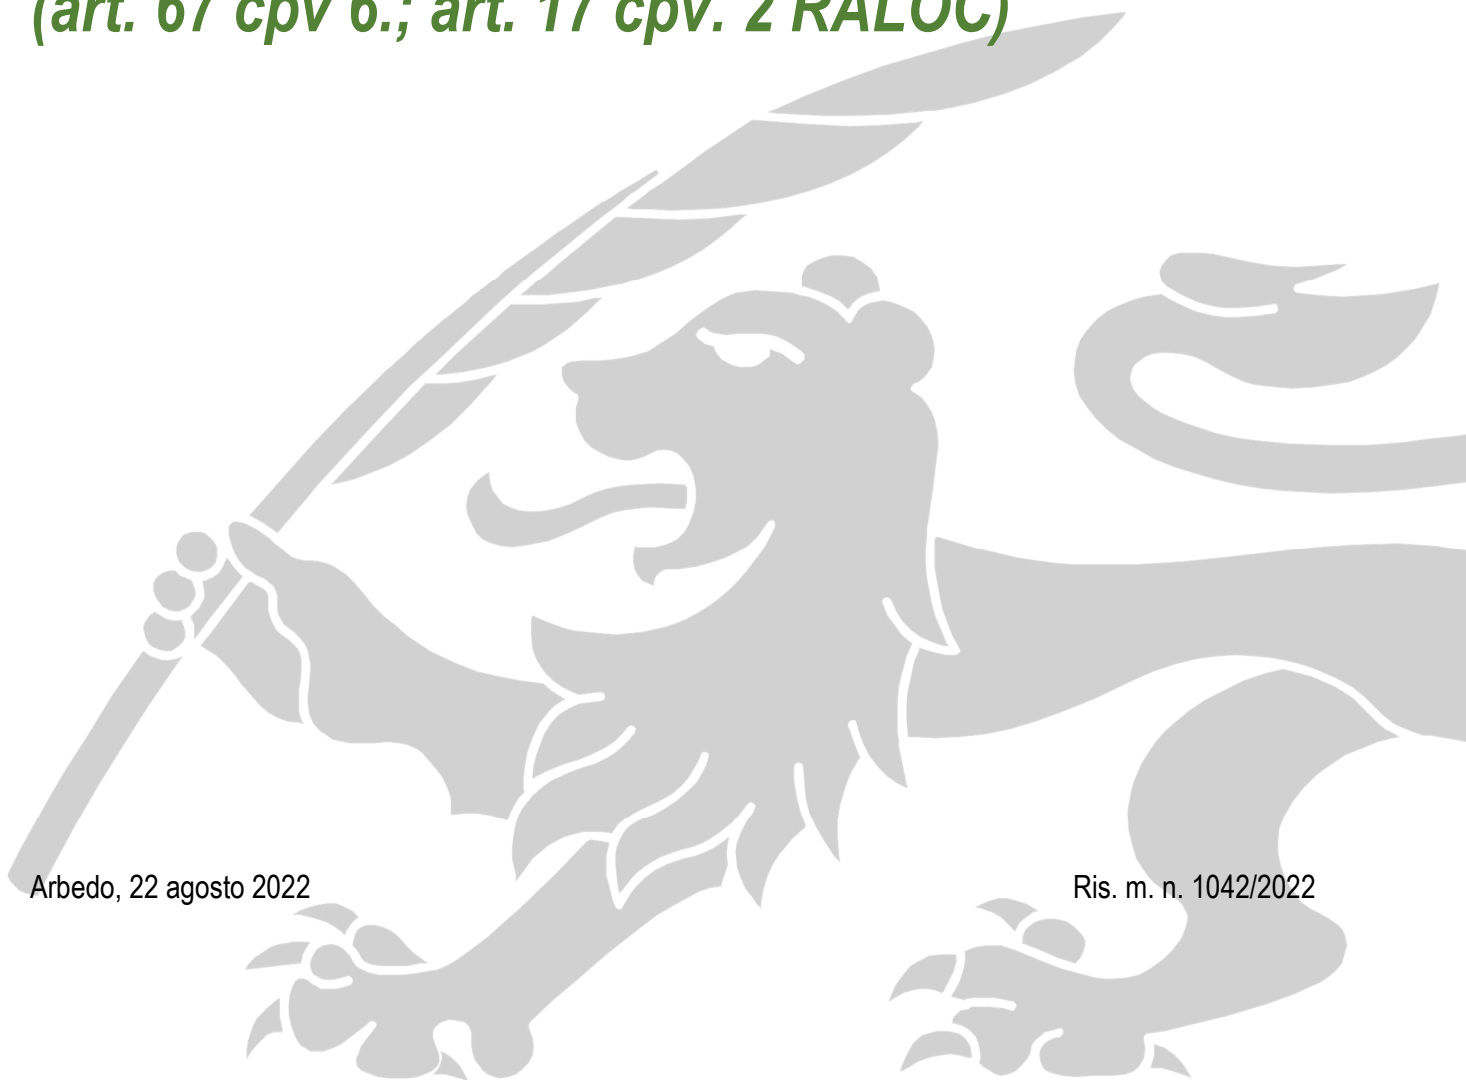 (art. 67 cpv 6.; art. 17 cpv. 2 RALOC)
Arbedo, 22 agosto 2022 Ris. m. n. 1042/2022